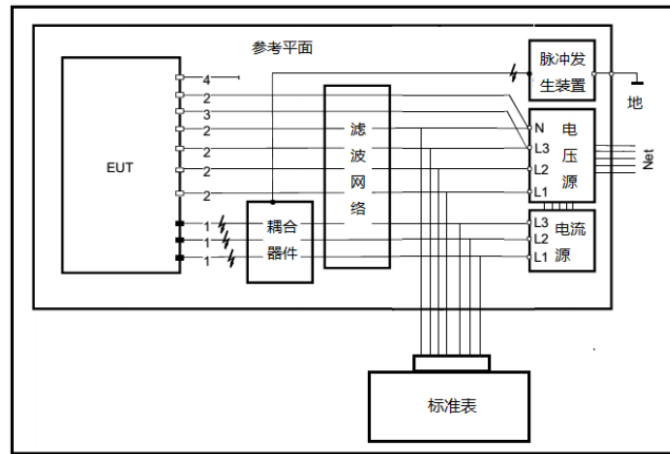 参考平面
脉冲发
生装置
地
EUT
4
2
3
2
2
2
2
1
1
1
滤
波
网
络
耦合
器件
N
L3
L2
L1
电
压
源
Net
L3
L2
L1
电流
源
标准表